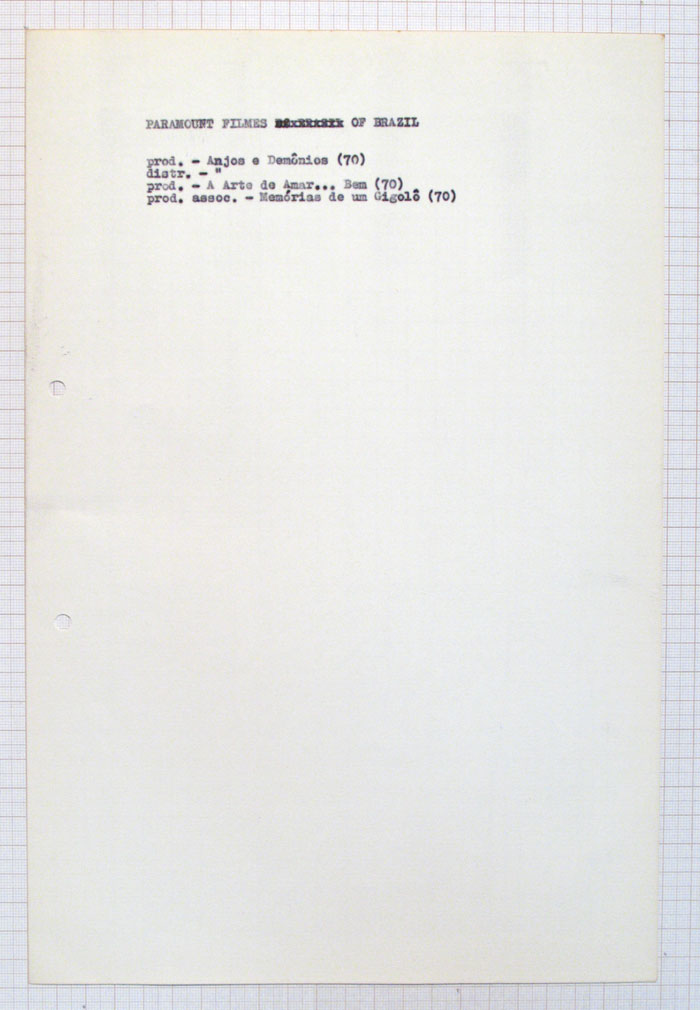 PARAMOUNT FILMES OF BRAZIL
prod. - Anjos e Demônios (70)
distr. - "
prod. - A Arte de Amar... Bem (70)
prod. assoc. - Memórias de um Gigolô (70)